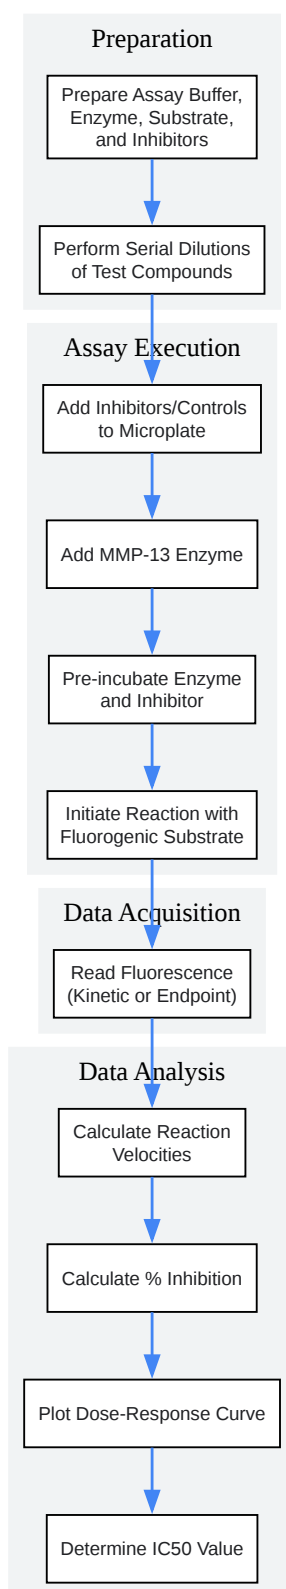 Preparation
Prepare Assay Buffer,
Enzyme, Substrate,
and Inhibitors
Perform Serial Dilutions
of Test Compounds
Assay Execution
Add Inhibitors/Controls
to Microplate
Add MMP-13 Enzyme
Pre-incubate Enzyme
and Inhibitor
Initiate Reaction with
Fluorogenic Substrate
Data Acquisition
Read Fluorescence
(Kinetic or Endpoint)
Data Analysis
Calculate Reaction
Velocities
Calculate % Inhibition
Plot Dose-Response Curve
Determine IC50 Value